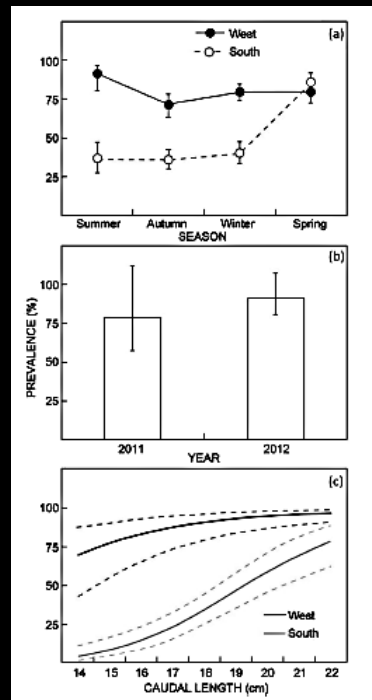 West
South
(a)
100
75
50
25
Summer Autumn Winter Spring
SEASON
(b)
100
75
50
25
PREVALENCE (%)
2011 2012
YEAR
(c)
100
75
50
25
West
South
14 15 16 17 18 19 20 21 22
CAUDAL LENGTH (cm)